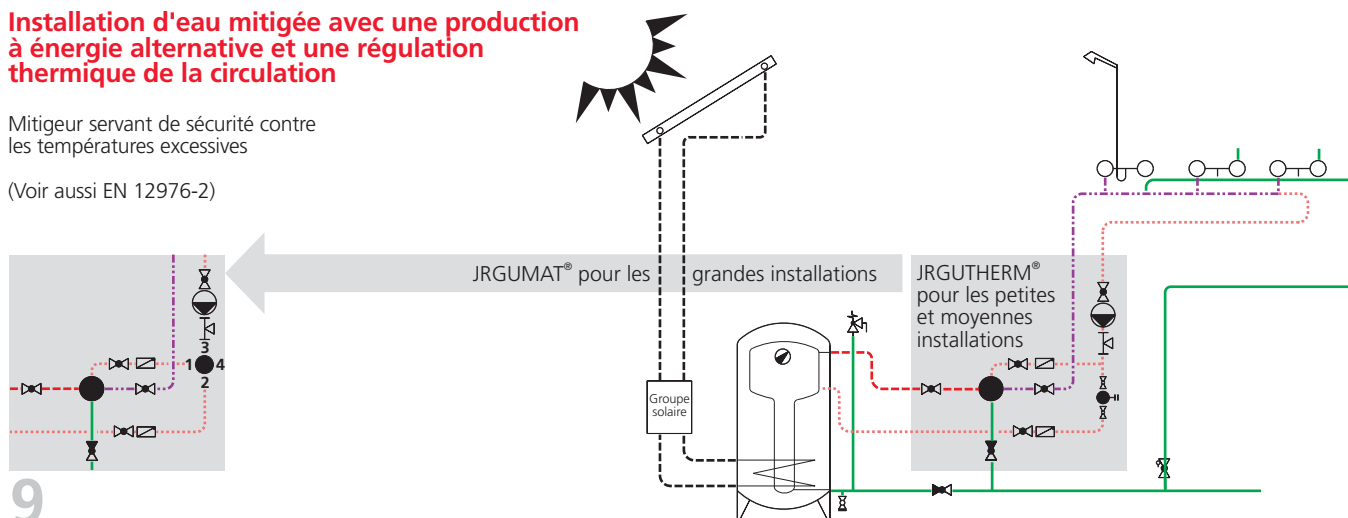 Installation d'eau mitigée avec une production
à énergie alternative et une régulation
thermique de la circulation
Mitigeur servant de sécurité contre
les températures excessives
(Voir aussi EN 12976-2)
JRGUMAT® pour les grandes installations
JRGUTHERM®
pour les petites
et moyennes
installations
3
1 4
2
Groupe
solaire
9